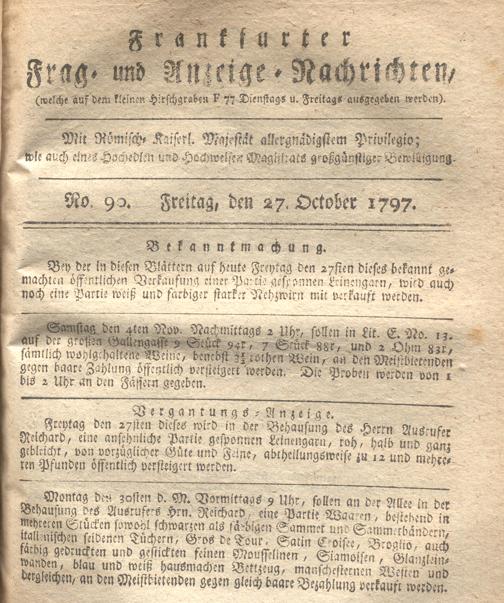 Frankfurter
Frag- und Anzeige-Nachrichten,
(welche auf dem kleinen Hirschgraben F 77 Dienstags u. Freitags ausgegeben werden).
Mit Römisch-Kaiserl. Majestät allergnädigstem Privilegio;
wie auch eines Hochedlen und Hochweisen Magistrats großgünstiger Bewilligung.
No. 90. Freitag, den 27. October 1797.
Bekanntmachung.
Bey der in diesen Blättern auf heute Freytag den 27sten dieses bekannt ge-
machten öffentlichen Verkaufung einer Partie gesponnen Leinengarn, wird auch
noch eine Partie weiß und farbiger starker Nehzwirn mit verkauft werden.
Samstag den 4ten Nov. Nachmittags 2 Uhr, sollen in Lit. E. No. 13.
auf der großen Gallengasse 9 Stück 94r, 7 Stück 88r, und 2 Ohm 83r,
sämtlich wohlgehaltene Weine, benebst rothen Wein, an den Meistbietenden
gegen baare Zahlung öffentlich versteigert werden. Die Proben werden von 1
bis 2 Uhr an den Fässern gegeben.
Vergantungs-Anzeige.
Freytag den 27sten dieses wird in der Behausung des Herrn Ausrufer
Reichard, eine ansehnliche Partie gesponnen Leinengarn, roh, halb und ganz
gebleicht, von vorzüglicher Güte und Feine, abtheilungsweise zu 12 und mehre-
ren Pfunden öffentlich versteigert werden.
Montag den 30sten d. M. Vormittags 9 Uhr, sollen an der Allee in der
Behausung des Ausrufers Hrn. Reichard, eine Partie Waaren, bestehend in
mehreren Stücken sowohl schwarzen als färbigen Sammet und Sammerbändern,
italienischen seidenen Tüchern, Gros de Tour, Satin Croisee, Broglio, auch
färbig gedruckten und gestickten feinen Mousselinen, Siamoisen, Glanzlein-
wanden, blau und weiß hausmachen Bettzeug, manschesternen Westen und
dergleichen, an den Meistbietenden gegen gleich baare Bezahlung verkauft werden.